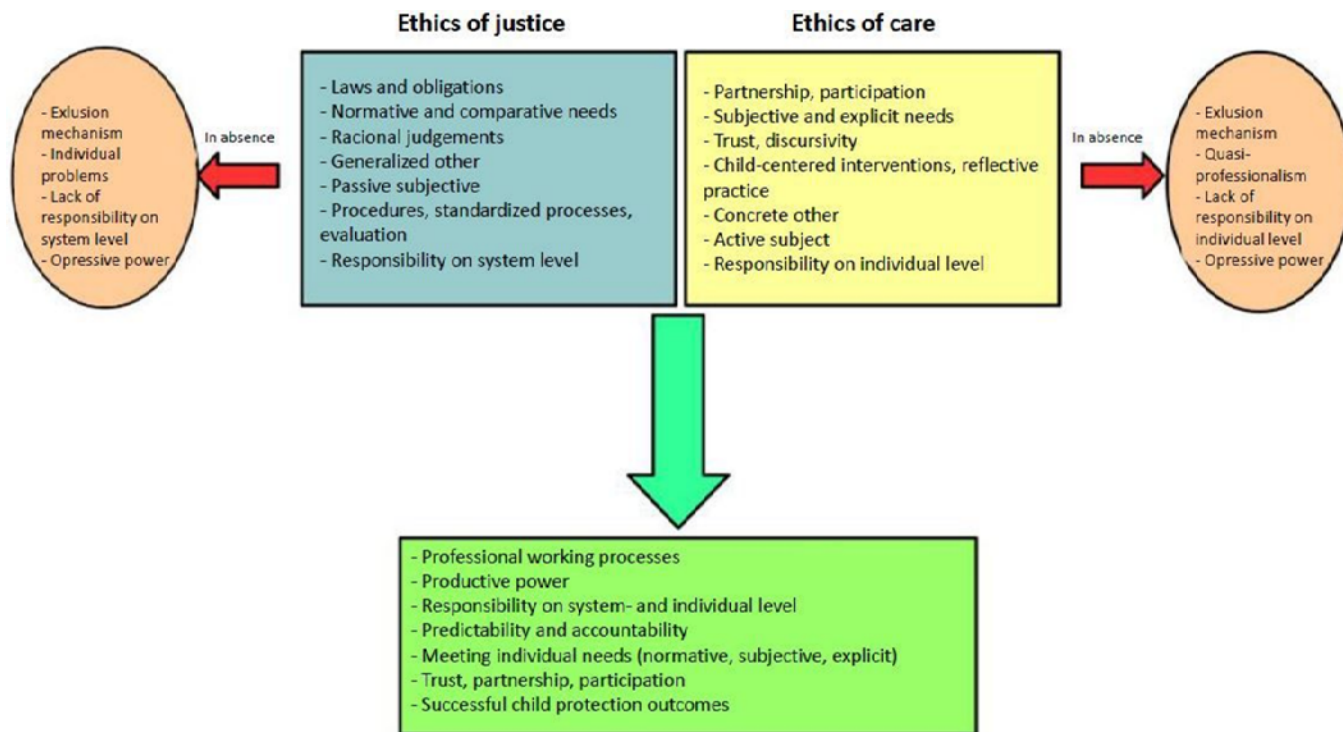 Ethics of justice
Ethics of care
- Exlusion
mechanism
- Individual
problems
- Lack of
responsibility on
system level
- Opressive power
In absence
- Laws and obligations
- Normative and comparative needs
- Racional judgements
- Generalized other
- Passive subjective
- Procedures, standardized processes,
evaluation
- Responsibility on system level
- Partnership, participation
- Subjective and explicit needs
- Trust, discursivity
- Child-centered interventions, reflective
practice
- Concrete other
- Active subject
- Responsibility on individual level
In absence
- Exlusion
mechanism
- Quasi-
professionalism
- Lack of
responsibility on
individual level
- Opressive power
- Professional working processes
- Productive power
- Responsibility on system- and individual level
- Predictability and accountability
- Meeting individual needs (normative, subjective, explicit)
- Trust, partnership, participation
- Successful child protection outcomes